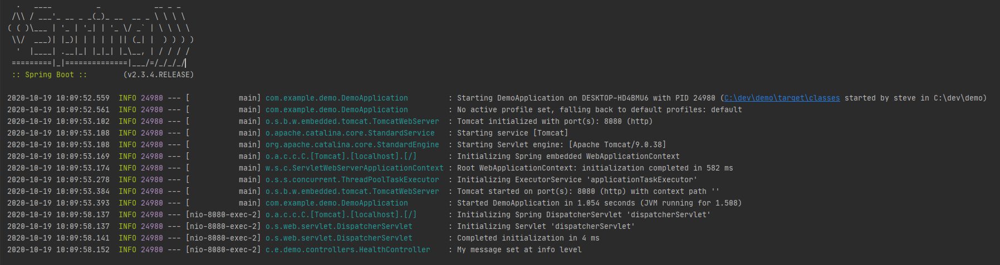 .   ____          _            __ _ _
 /\\ / ___'_ __ _ _(_)_ __  __ _ \ \ \ \
( ( )\___ | '_ | '_| | '_ \/ _` | \ \ \ \
 \\/  ___)| |_)| | | | | || (_| |  ) ) ) )
  '  |____| .__|_| |_|_| |_\__, | / / / /
 =========|_|==============|___/=/_/_/_/
 :: Spring Boot ::        (v2.3.4.RELEASE)
2020-10-19 10:09:52.559  INFO 24980 --- [           main] com.example.demo.DemoApplication         : Starting DemoApplication on DESKTOP-HD4BMU6 with PID 24980 (C:\dev\demo\target\classes started by steve in C:\dev\demo)
2020-10-19 10:09:52.561  INFO 24980 --- [           main] com.example.demo.DemoApplication         : No active profile set, falling back to default profiles: default
2020-10-19 10:09:53.102  INFO 24980 --- [           main] o.s.b.w.embedded.tomcat.TomcatWebServer  : Tomcat initialized with port(s): 8080 (http)
2020-10-19 10:09:53.108  INFO 24980 --- [           main] o.apache.catalina.core.StandardService   : Starting service [Tomcat]
2020-10-19 10:09:53.108  INFO 24980 --- [           main] org.apache.catalina.core.StandardEngine  : Starting Servlet engine: [Apache Tomcat/9.0.38]
2020-10-19 10:09:53.169  INFO 24980 --- [           main] o.a.c.c.C.[Tomcat].[localhost].[/]       : Initializing Spring embedded WebApplicationContext
2020-10-19 10:09:53.174  INFO 24980 --- [           main] w.s.c.ServletWebServerApplicationContext : Root WebApplicationContext: initialization completed in 582 ms
2020-10-19 10:09:53.278  INFO 24980 --- [           main] o.s.s.concurrent.ThreadPoolTaskExecutor  : Initializing ExecutorService 'applicationTaskExecutor'
2020-10-19 10:09:53.384  INFO 24980 --- [           main] o.s.b.w.embedded.tomcat.TomcatWebServer  : Tomcat started on port(s): 8080 (http) with context path ''
2020-10-19 10:09:53.393  INFO 24980 --- [           main] com.example.demo.DemoApplication         : Started DemoApplication in 1.054 seconds (JVM running for 1.508)
2020-10-19 10:09:58.137  INFO 24980 --- [nio-8080-exec-2] o.a.c.c.C.[Tomcat].[localhost].[/]       : Initializing Spring DispatcherServlet 'dispatcherServlet'
2020-10-19 10:09:58.137  INFO 24980 --- [nio-8080-exec-2] o.s.web.servlet.DispatcherServlet        : Initializing Servlet 'dispatcherServlet'
2020-10-19 10:09:58.141  INFO 24980 --- [nio-8080-exec-2] o.s.web.servlet.DispatcherServlet        : Completed initialization in 4 ms
2020-10-19 10:09:58.152  INFO 24980 --- [nio-8080-exec-2] c.e.demo.controllers.HealthController    : My message set at info level